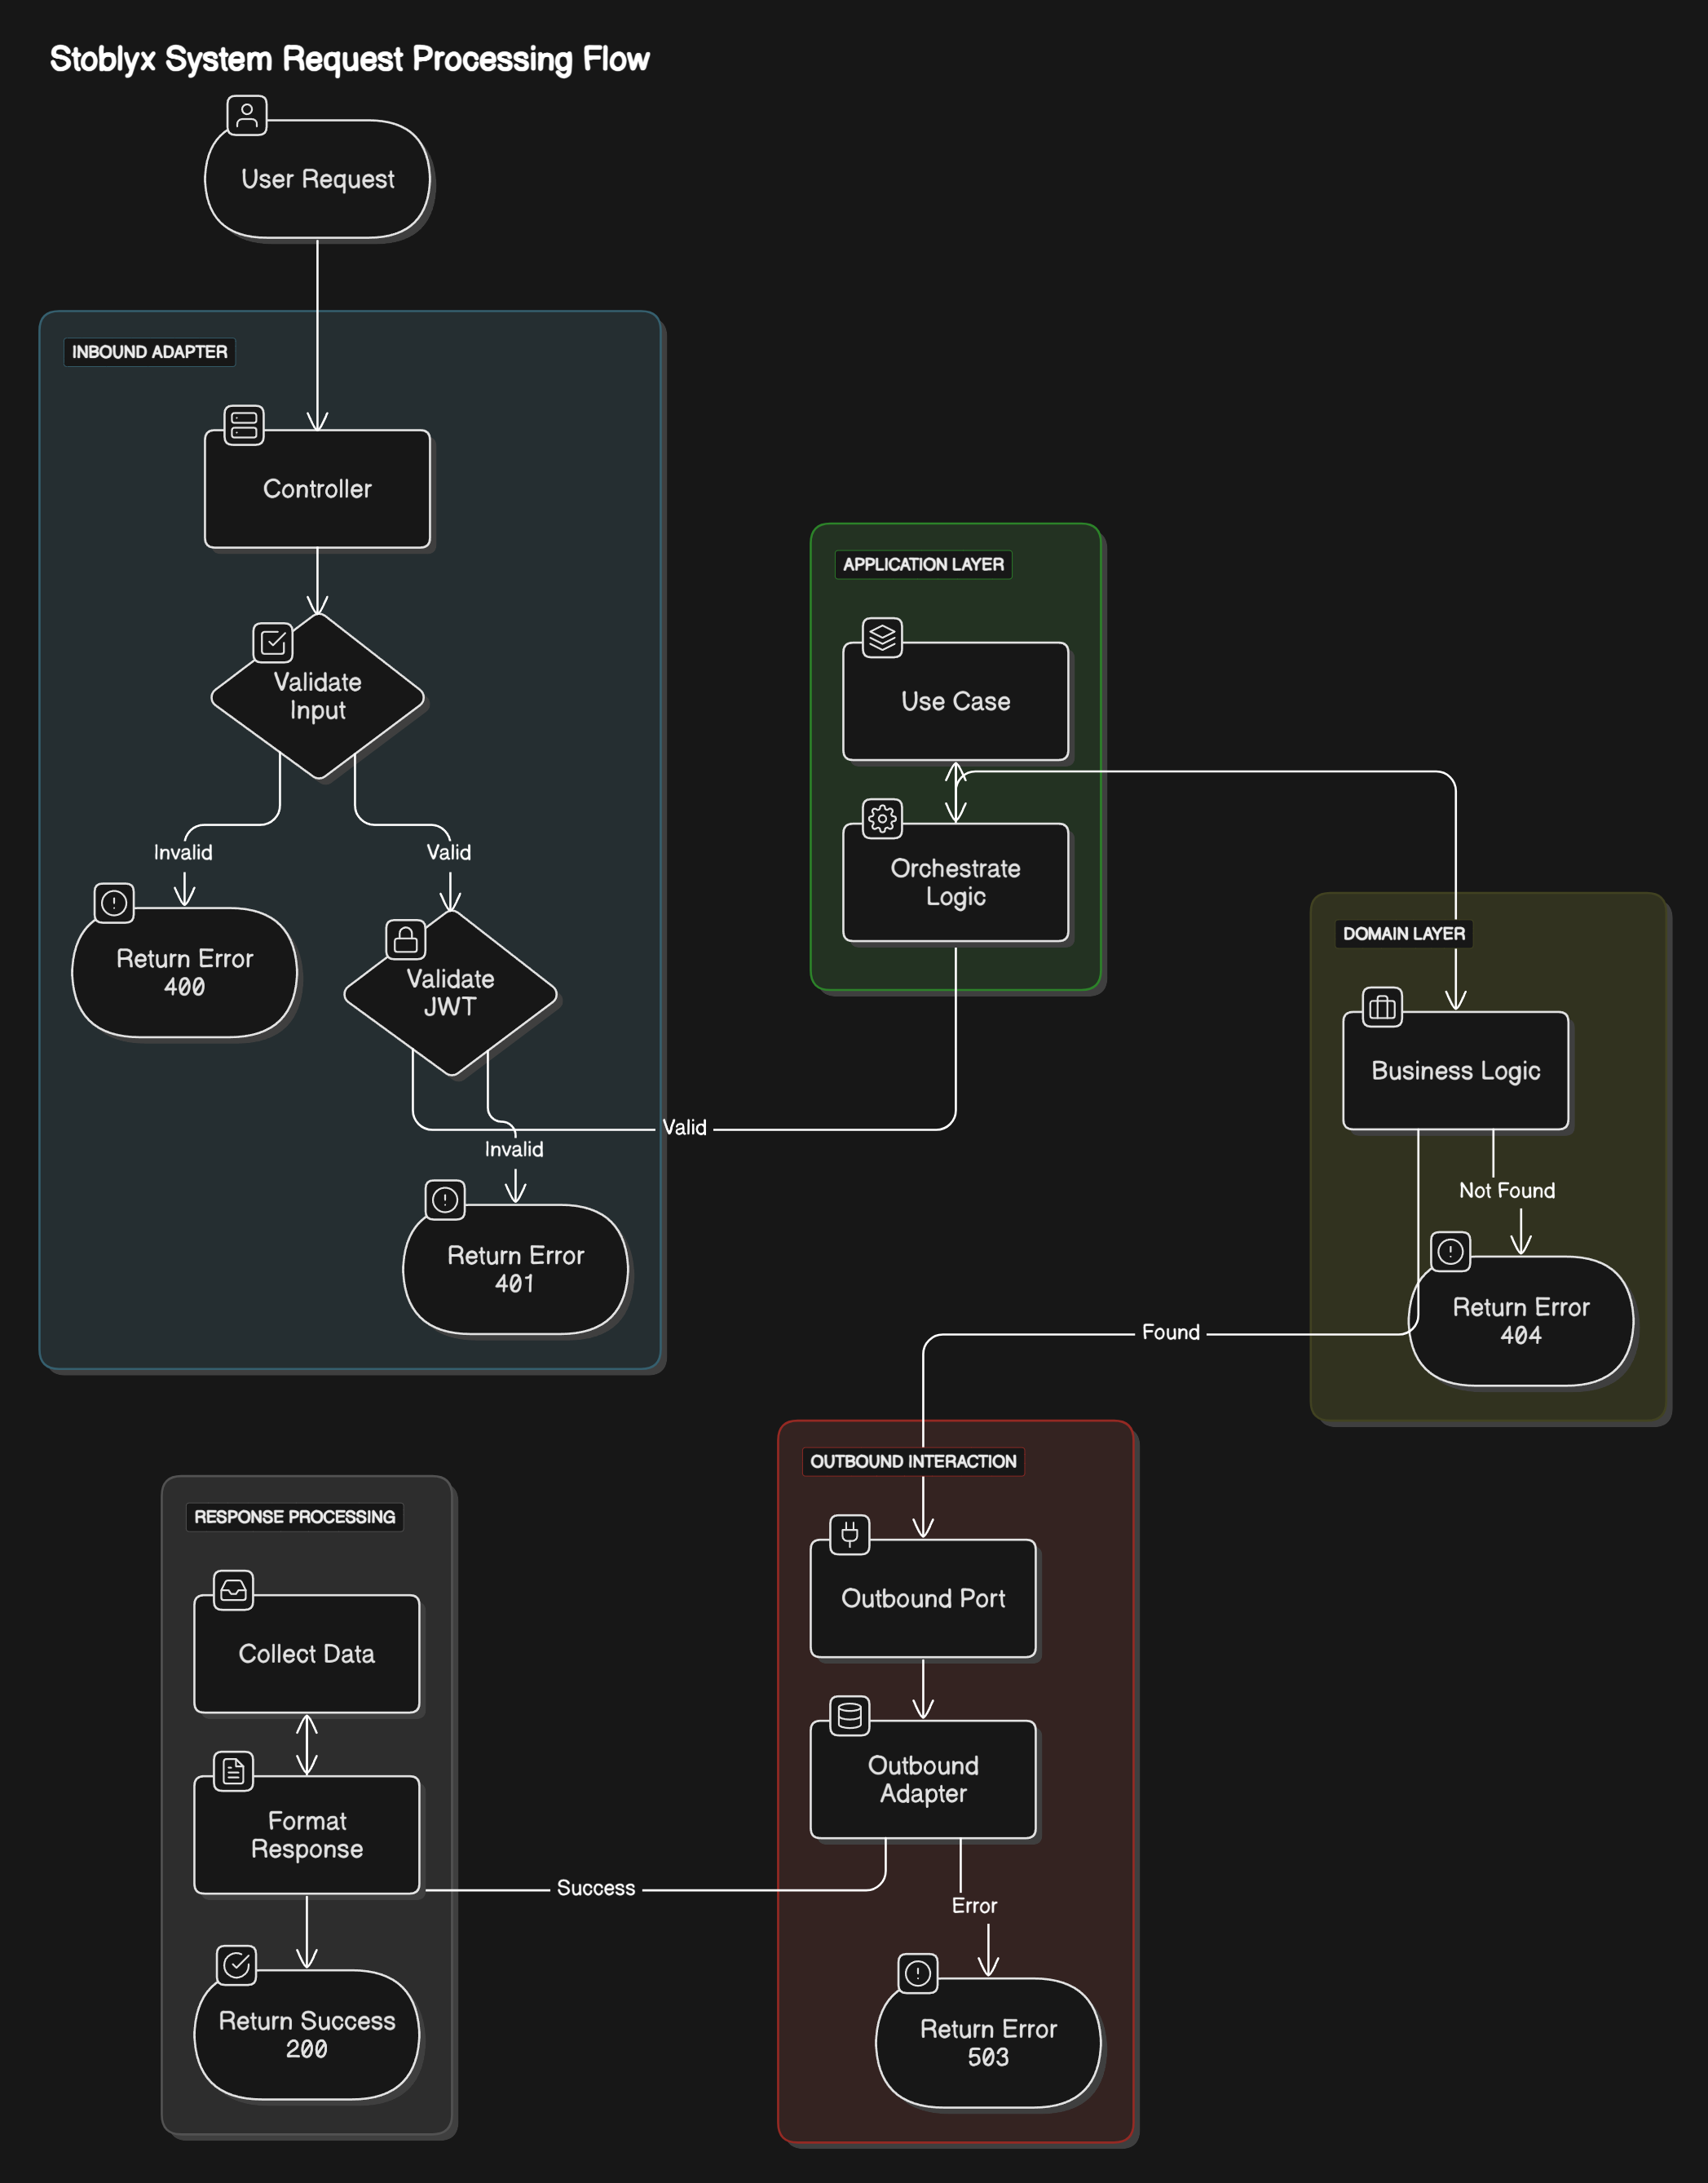 Stoblyx System Request Processing Flow
User Request
INBOUND ADAPTER
Controller
Validate
Input
Invalid
Valid
Return Error
400
Validate
JWT
Valid
Invalid
Return Error
401
APPLICATION LAYER
Use Case
Orchestrate
Logic
DOMAIN LAYER
Business Logic
Not Found
Return Error
404
Found
OUTBOUND INTERACTION
Outbound Port
Outbound
Adapter
Success
Error
Return Error
503
RESPONSE PROCESSING
Collect Data
Format
Response
Return Success
200